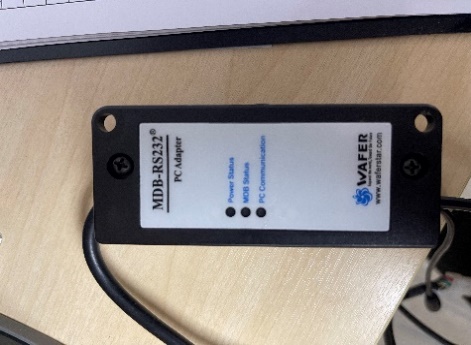 MDB-RS232®
PC Adapter
Power Status
MDB Status
PC Communication
WAFER
www.waferstar.com